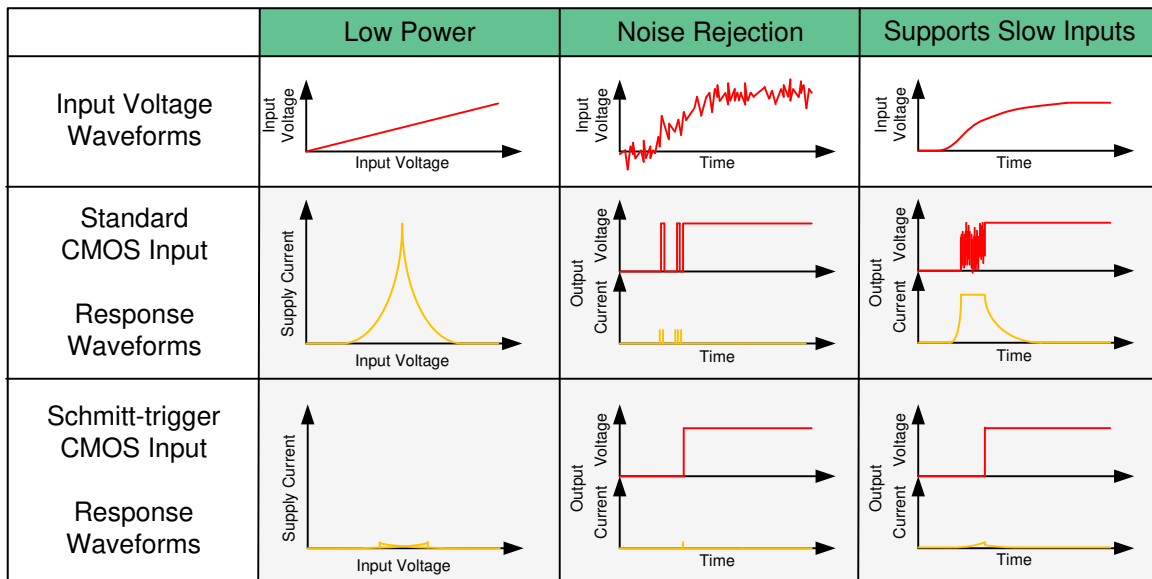 Low Power
Noise Rejection
Supports Slow Inputs
Input Voltage
Waveforms
Input
Voltage
Input Voltage
Input
Voltage
Time
Input
Voltage
Time
Standard
CMOS Input
Response
Waveforms
Supply Current
Input Voltage
Output
Voltage
Current
Time
Output
Voltage
Current
Time
Schmitt-trigger
CMOS Input
Response
Waveforms
Supply Current
Input Voltage
Output
Voltage
Current
Time
Output
Voltage
Current
Time